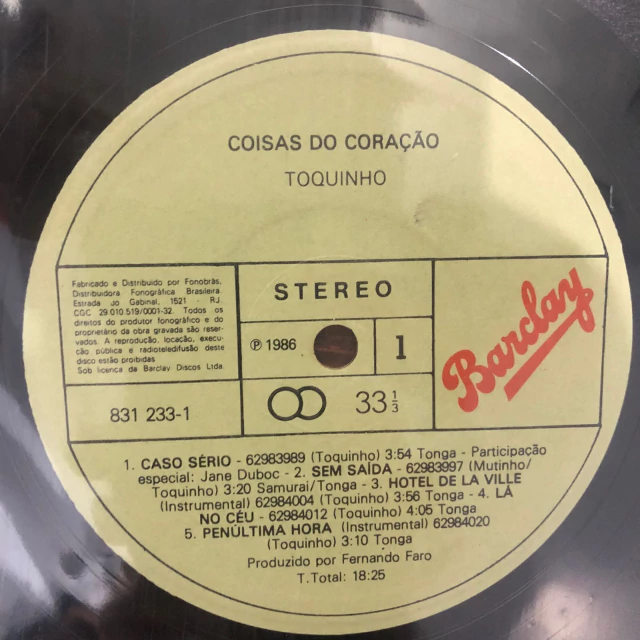 COISAS DO CORAÇÃO
TOQUINHO
Fabricado e Distribuido por Fonobrás,
Distribuidora Fonográfica Brasileira.
Estrada do Gabinal, 1521 - RJ.
CGC 29.010.519/0001-32. Todos os
direitos do produtor fonográfico e do
proprietário da obra gravada são reser-
vados. A reprodução, locação, execu-
ção pública e radioteledifusão deste
disco estão proibidas
Sob licença da Barclay Discos Ltda.
STEREO
℗ 1986
1
831 233-1
33 1/3
Barclay
1. CASO SÉRIO - 62983989 (Toquinho) 3:54 Tonga - Participação
especial: Jane Duboc - 2. SEM SAÍDA - 62983997 (Mutinho/
Toquinho) 3:20 Samurai/Tonga - 3. HOTEL DE LA VILLE
(Instrumental) 62984004 (Toquinho) 3:56 Tonga - 4. LÁ
NO CÉU - 62984012 (Toquinho) 4:05 Tonga
5. PENÚLTIMA HORA (Instrumental) 62984020
(Toquinho) 3:10 Tonga
Produzido por Fernando Faro
T.Total: 18:25